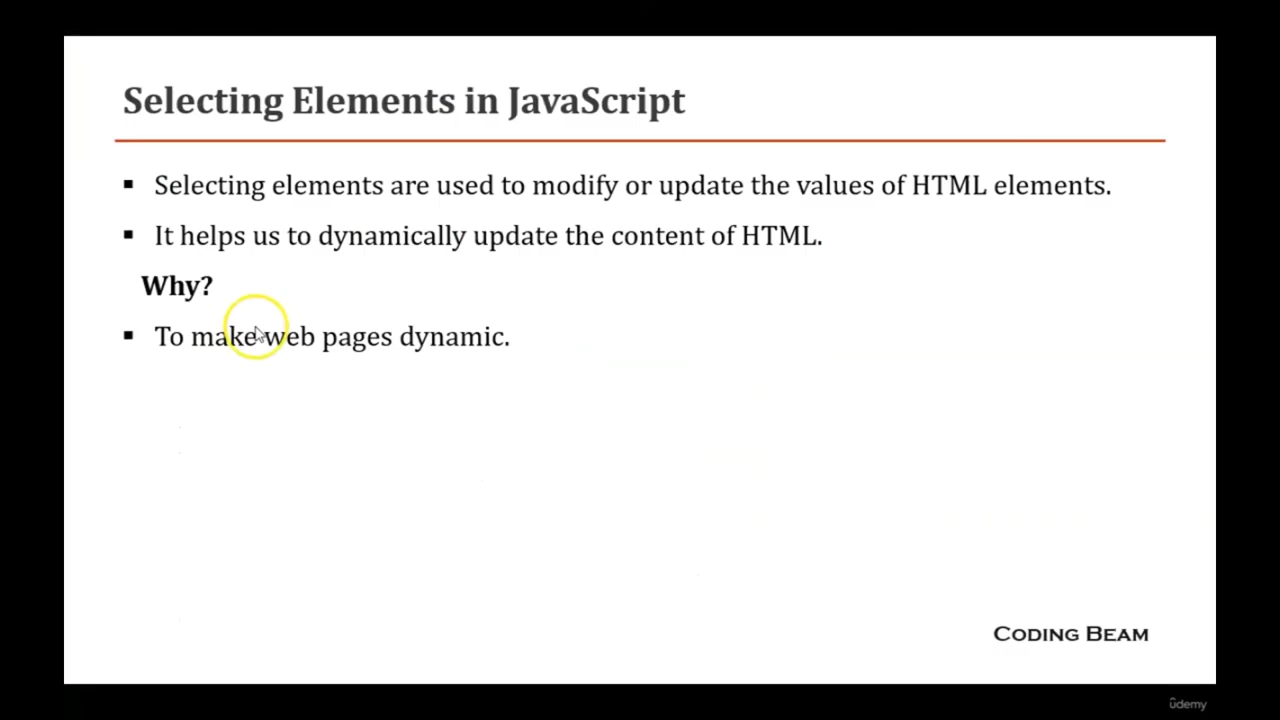 Selecting Elements in JavaScript
▪ Selecting elements are used to modify or update the values of HTML elements.
▪ It helps us to dynamically update the content of HTML.
Why?
▪ To make web pages dynamic.
CODING BEAM
udemy